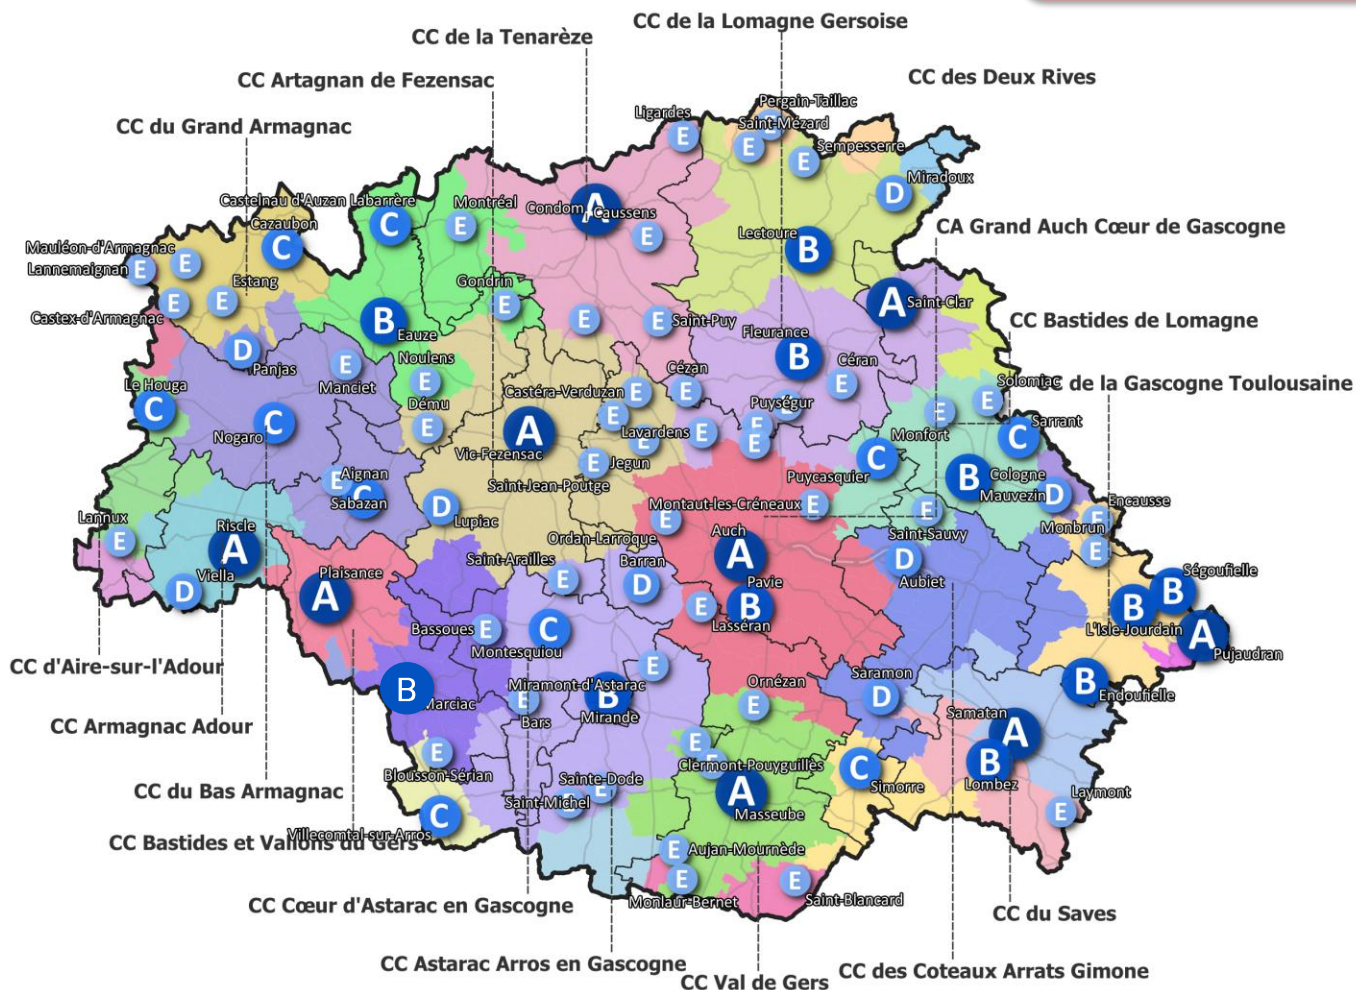 CC de la Lomagne Gersoise
CC de la Tenarèze
CC des Deux Rives
CC Artagnan de Fezensac
CC du Grand Armagnac
Pergain-Taillac
Ligardes
E
E
Saint-Mézard
E
E
Sempesserre
Miradoux
D
Castelnau d'Auzan Labarrère
C
Montréal
E
Condom
A
Caussens
E
Cazaubon
C
CA Grand Auch Cœur de Gascogne
Lectoure
B
Mauléon-d'Armagnac
E
Lannemaignan
E
Estang
E
Gondrin
E
A
Saint-Clar
Castex-d'Armagnac
E
B
Eauze
E
E
Saint-Puy
CC Bastides de Lomagne
Fleurance
B
D
Panjas
E
Manciet
Noulens
E
Cézan
E
Céran
E
CC de la Gascogne Toulousaine
Solomiac
E
Le Houga
C
Castéra-Verduzan
E
E
Puységur
E
E
E
Dému
E
Nogaro
C
A
Vic-Fezensac
Lavardens
E
E
E
Monfort
C
Sarrant
C
E
Jegun
Saint-Jean-Poutge
Puycasquier
E
B
Cologne
Mauvezin
D
E
Aignan
C
Sabazan
D
Lupiac
Montaut-les-Créneaux
E
Encausse
E
Lannux
E
Riscle
A
Ordan-Larroque
Auch
A
Saint-Sauvy
E
Monbrun
E
Viella
D
Plaisance
A
Saint-Arailles
E
Barran
D
Pavie
B
D
Aubiet
Ségoufielle
B
B
L'Isle-Jourdain
E
Lasséran
A
Pujaudran
Bassoues
E
C
Montesquiou
CC d'Aire-sur-l'Adour
E
B
Marciac
Miramont-d'Astarac
B
Mirande
E
Bars
Ornézan
E
Saramon
D
B
Endoufielle
CC Armagnac Adour
Samatan
A
E
Blousson-Sérian
E
E
Clermont-Pouyguillès
C
Simorre
B
Lombez
CC du Bas Armagnac
Sainte-Dode
E
Saint-Michel
E
A
Masseube
Laymont
E
C
Villecomtal-sur-Arros
CC Bastides et Vallons du Gers
E
Aujan-Mournède
E
Monlaur-Bernet
E
Saint-Blancard
CC Cœur d'Astarac en Gascogne
CC du Saves
CC Astarac Arros en Gascogne
CC des Coteaux Arrats Gimone
CC Val de Gers